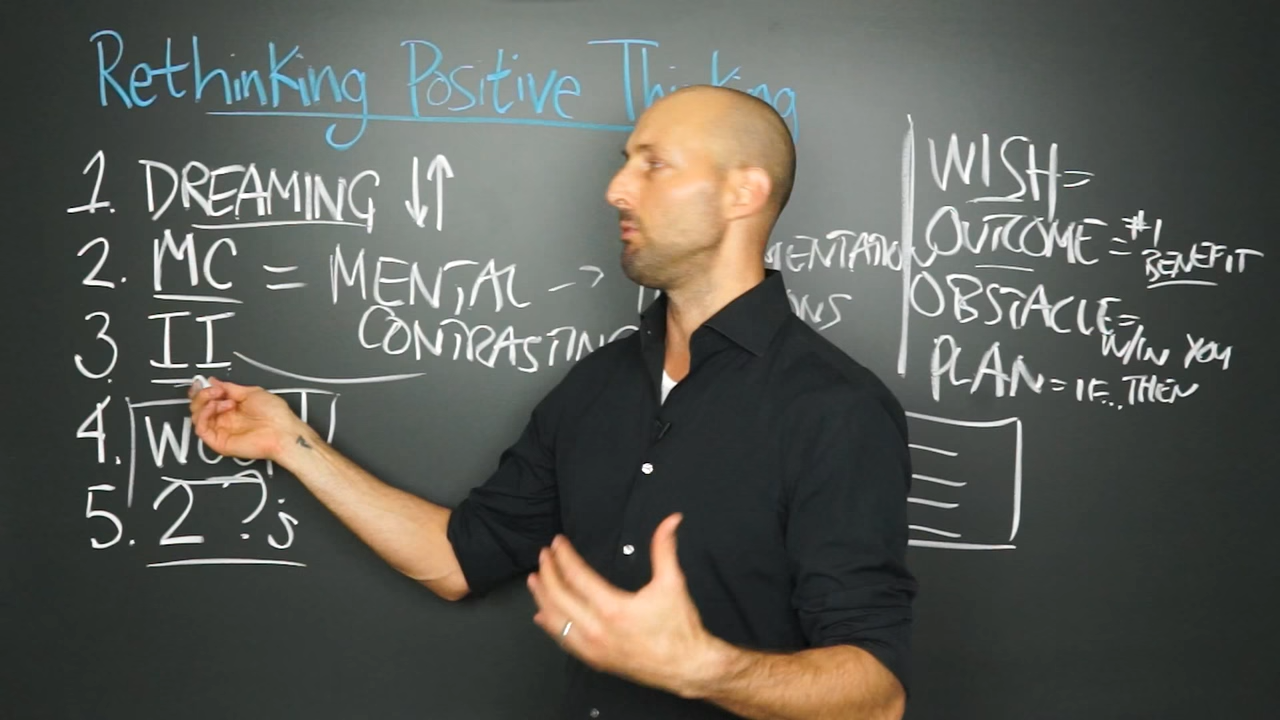 Rethinking Positive Thinking
1. DREAMING ↓↑
2. MC = MENTAL →
CONTRASTING
3 II
4.
5. 2 ?s
WISH=
OUTCOME = #1
BENEFIT
OBSTACLE=
W/IN YOU
PLAN = IF...THEN